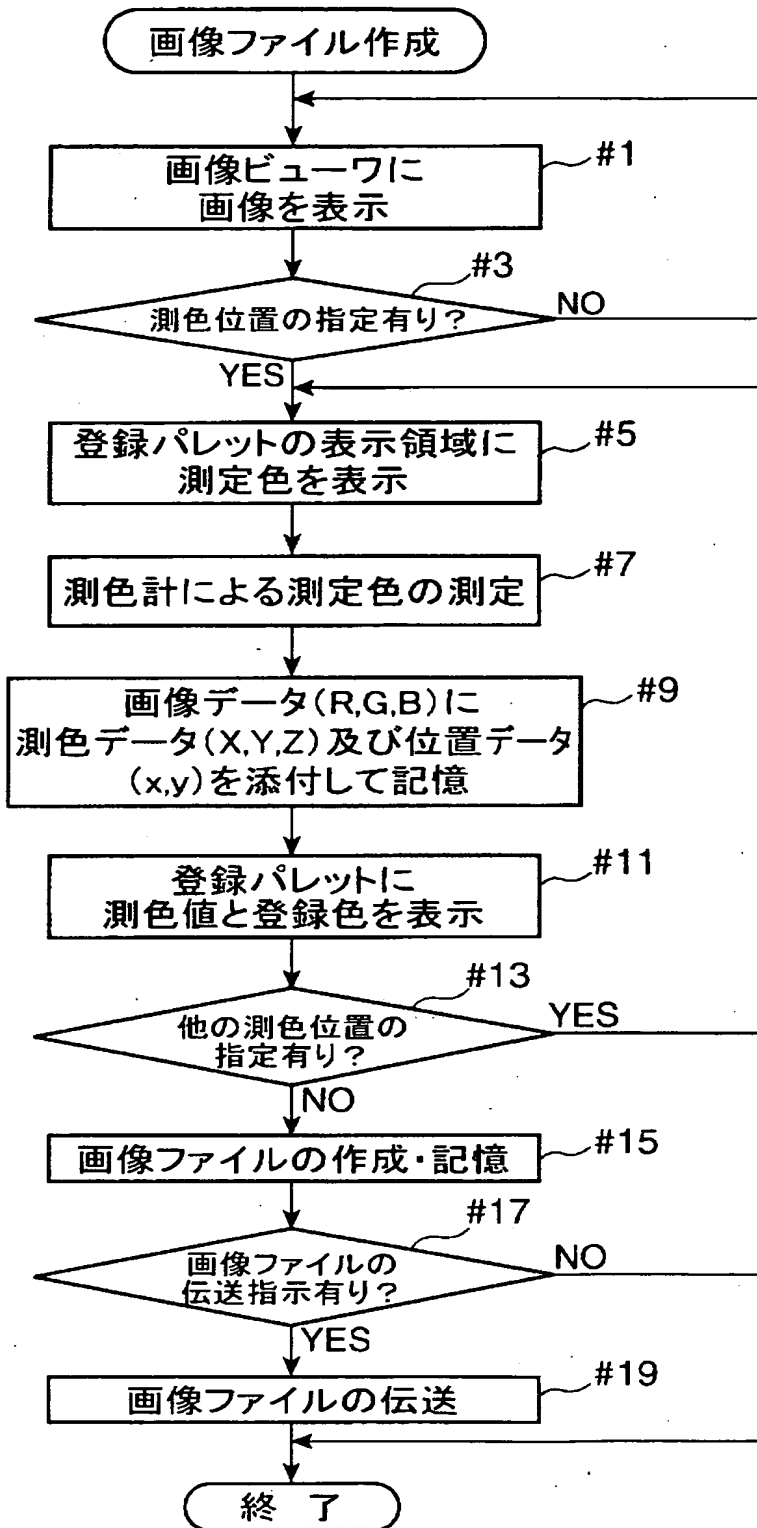 画像ファイル作成
画像ビューワに
画像を表示
#1
#3
測色位置の指定有り?
NO
YES
登録パレットの表示領域に
測定色を表示
#5
測色計による測定色の測定
#7
画像データ(R,G,B)に
測色データ(X,Y,Z)及び位置データ
(x,y)を添付して記憶
#9
登録パレットに
測色値と登録色を表示
#11
#13
他の測色位置の
指定有り?
YES
NO
画像ファイルの作成・記憶
#15
#17
画像ファイルの
伝送指示有り?
NO
YES
画像ファイルの伝送
#19
終 了